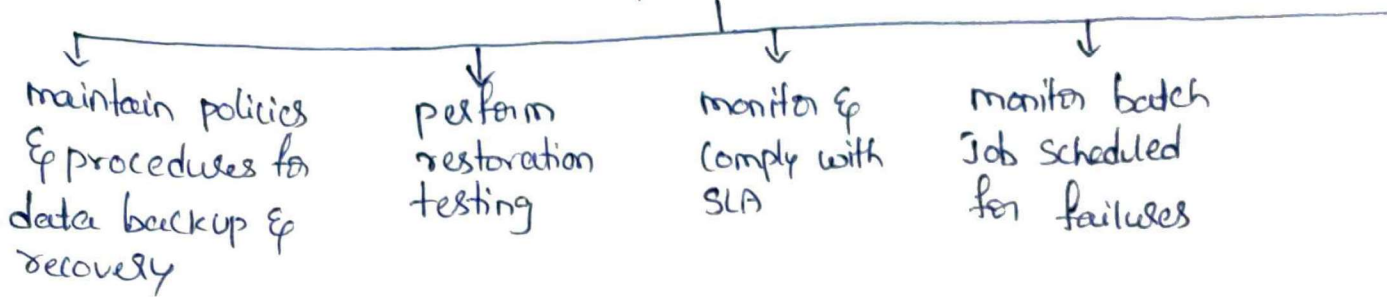 maintain policies
& procedures for
data backup &
recovery
perform
restoration
testing
monitor &
comply with
SLA
monitor batch
Job scheduled
for failures